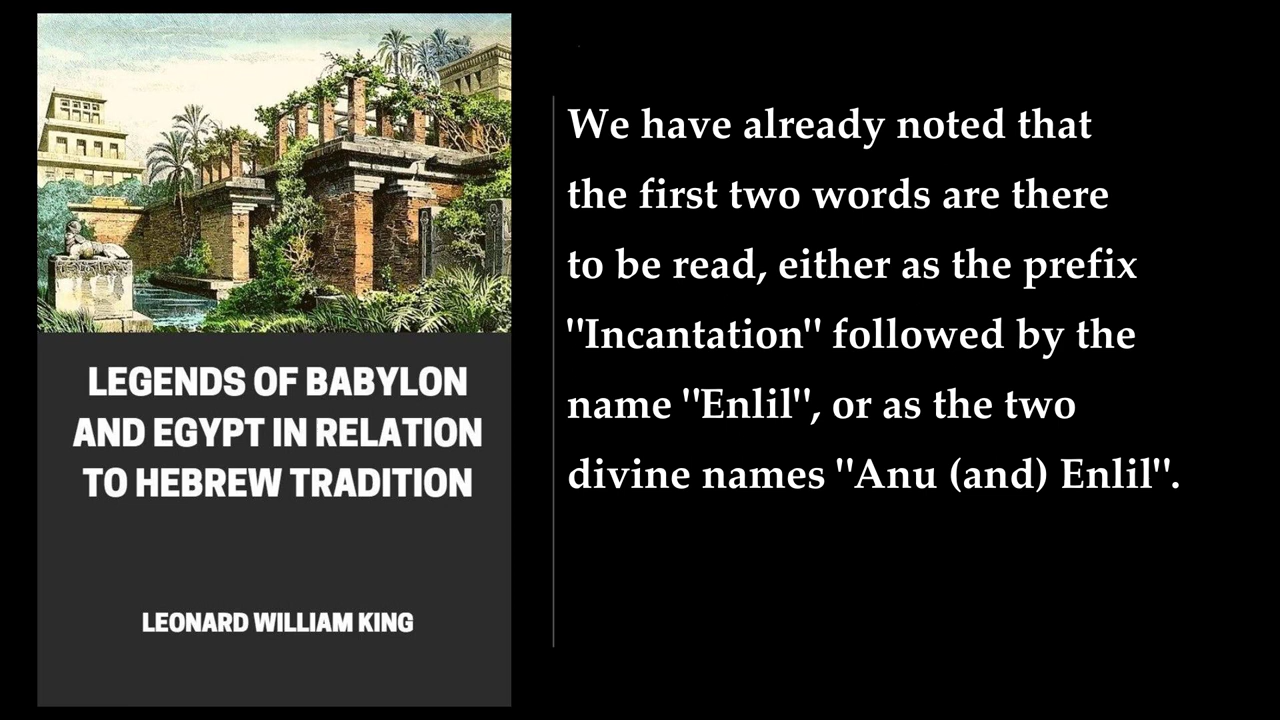 LEGENDS OF BABYLON
AND EGYPT IN RELATION
TO HEBREW TRADITION
LEONARD WILLIAM KING
We have already noted that
the first two words are there
to be read, either as the prefix
"Incantation" followed by the
name "Enlil", or as the two
divine names "Anu (and) Enlil".